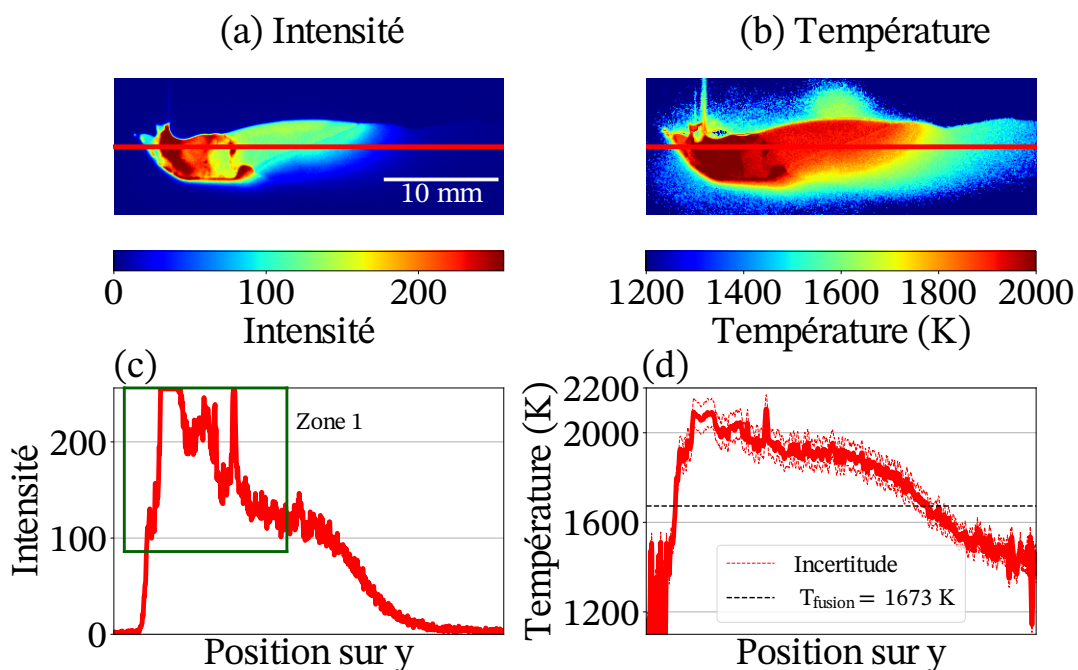 (a) Intensité
(b) Température
10 mm
0 100 200
1200 1400 1600 1800 2000
Intensité
Température (K)
(c)
(d)
Intensité
200
100
0
Zone 1
Position sur y
Température (K)
2200
2000
1600
1200
Incertitude
T_fusion = 1673 K
Position sur y